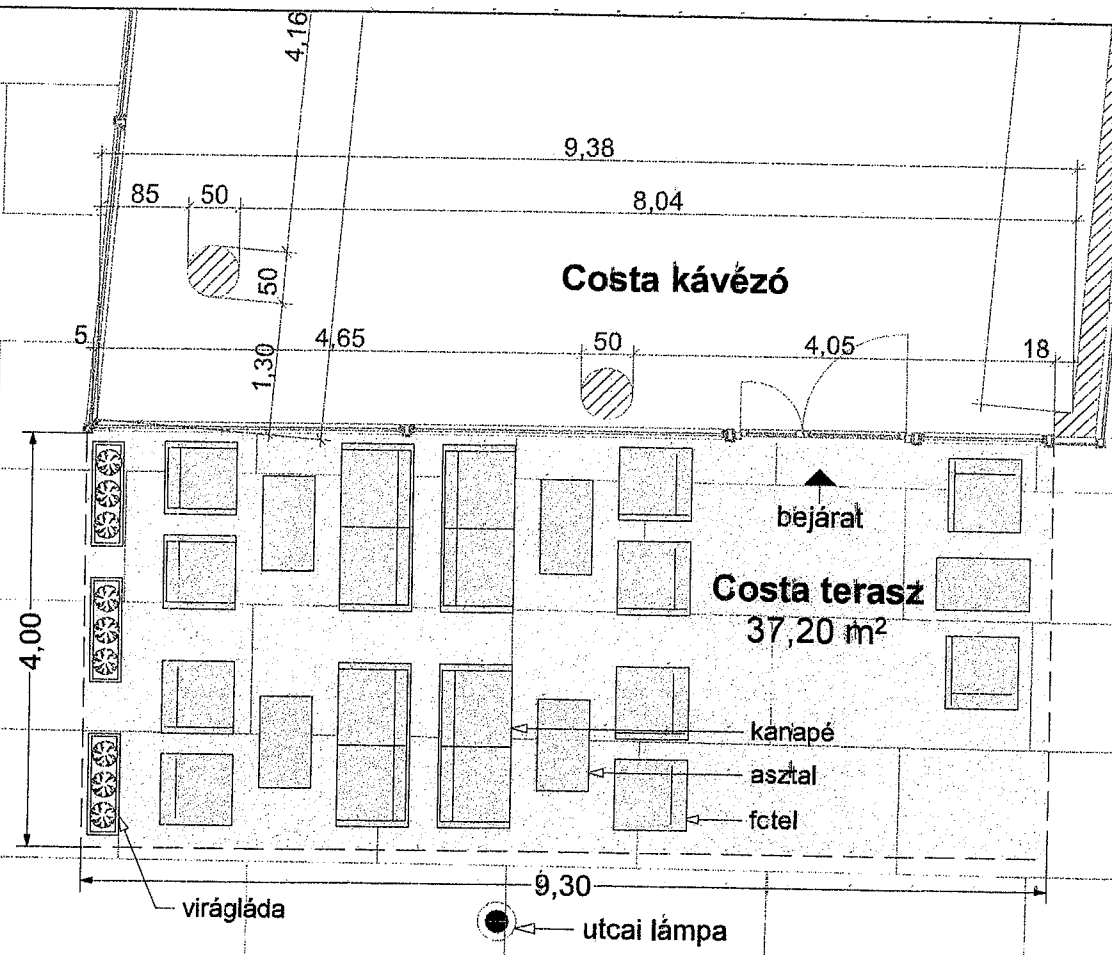 4,16
9,38
85
50
8,04
50
Costa kávézó
5
4,65
1,30
50
4,05
18
bejárat
Costa terasz
37,20 m²
4,00
kanapé
asztal
fotel
9,30
virágláda
utcai lámpa